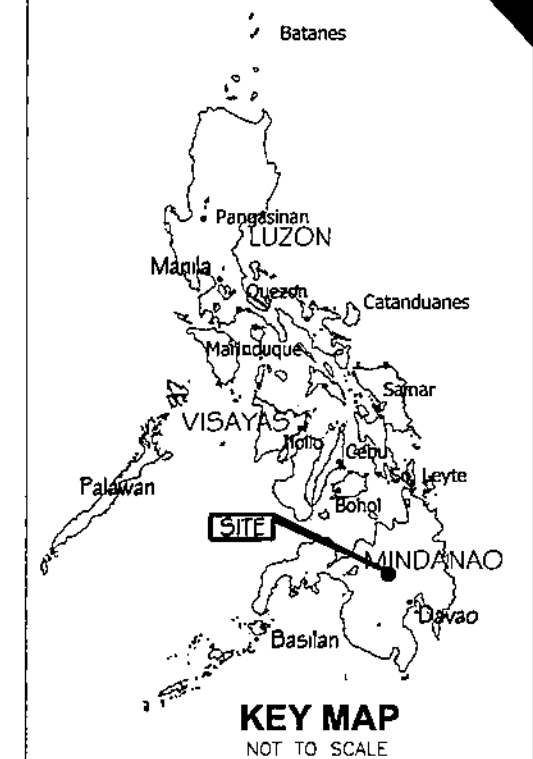 Batanes
Pangasinan
LUZON
Manila
Quezon
Catanduanes
Marinduque
Samar
VISAYAS
Iloilo
Cebu
So. Leyte
Palawan
Bohol
SITE
MINDANAO
Davao
Basilan
KEY MAP
NOT TO SCALE